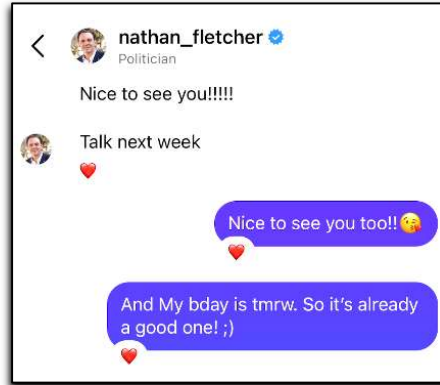 nathan_fletcher
Politician
Nice to see you!!!!!
Talk next week
❤️
Nice to see you too!!😘
❤️
And My bday is tmrw. So it's already
a good one! ;)
❤️